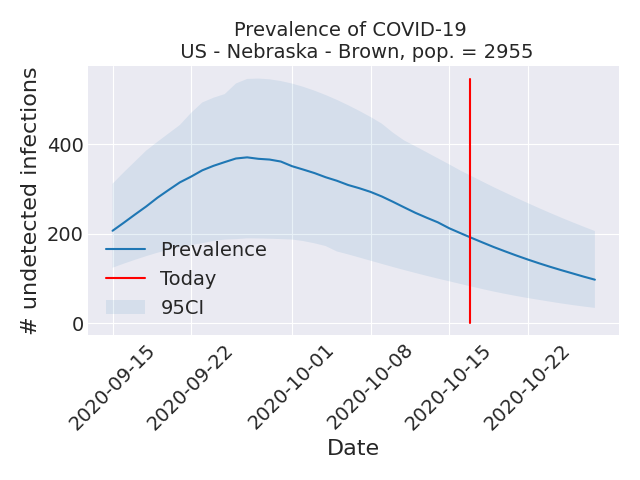 Prevalence of COVID-19
US - Nebraska - Brown, pop. = 2955
# undetected infections
400
200
0
Prevalence
Today
95CI
2020-09-15
2020-09-22
2020-10-01
2020-10-08
2020-10-15
2020-10-22
Date